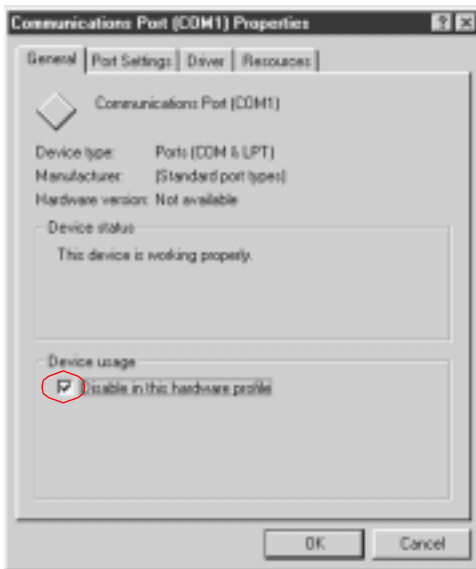 Communications Port (COM1) Properties
General Port Settings Driver Resources
Communications Port (COM1)
Device type: Ports (COM & LPT)
Manufacturer: (Standard port types)
Hardware version: Not available
Device status
This device is working properly.
Device usage
Disable in this hardware profile
OK Cancel